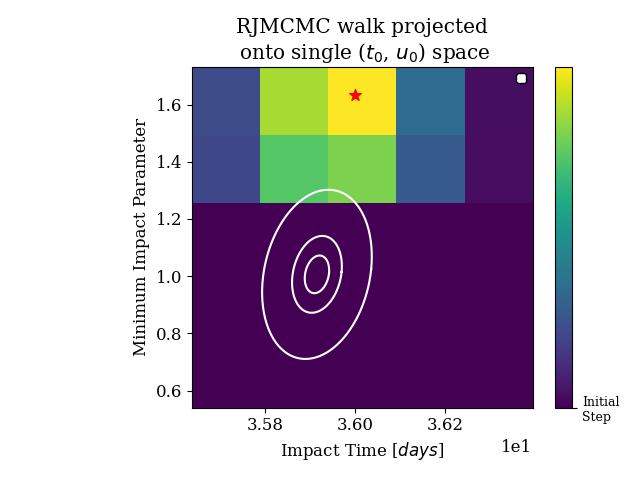 RJMCMC walk projected
onto single (t₀, u₀) space
Minimum Impact Parameter
1.6
1.4
1.2
1.0
0.8
0.6
3.58
3.60
3.62
1e1
Impact Time [days]
Initial
Step